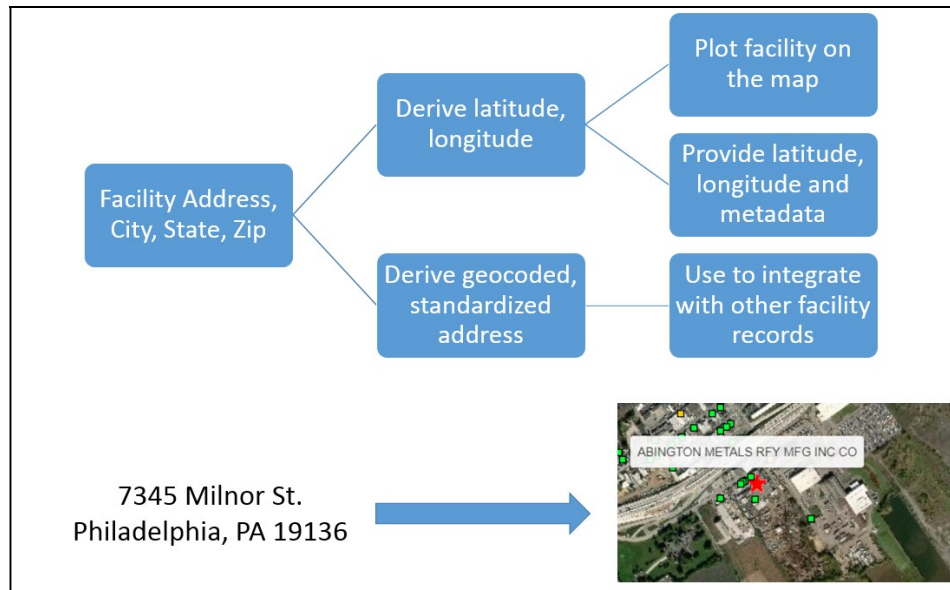 Plot facility on
the map
Derive latitude,
longitude
Provide latitude,
longitude and
metadata
Facility Address,
City, State, Zip
Derive geocoded,
standardized
address
Use to integrate
with other facility
records
ABINGTON METALS RFY MFG INC CO
7345 Milnor St.
Philadelphia, PA 19136